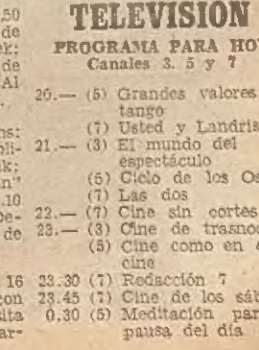 TELEVISION
PROGRAMA PARA HOY
Canales 3. 5 y 7
20.— (5) Grandes valores
tango
(7) Usted y Landris
21.— (3) El mundo del
espectáculo
(5) Ciclo de los Os
(7) Las dos
22.— (7) Cine sin cortes
23.— (3) Cine de trasno
(5) Cine como en
cine
23.30 (7) Redacción 7
23.45 (7) Cine de los sáb
0.30 (5) Meditación par
pausa del día